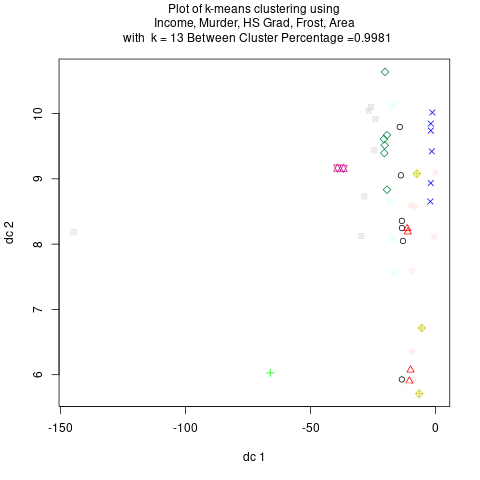 Plot of k-means clustering using
Income, Murder, HS Grad, Frost, Area
with k = 13 Between Cluster Percentage =0.9981
10
9
8
7
6
dc 2
-150
-100
-50
0
dc 1